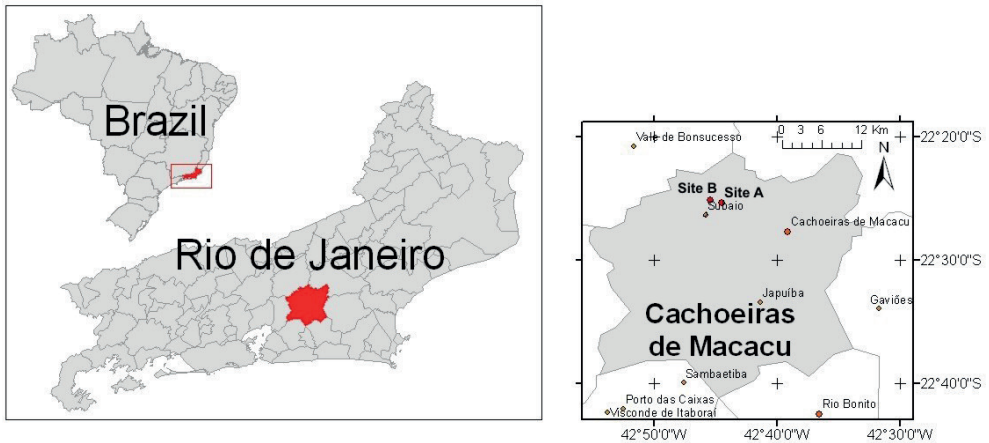 Brazil
Rio de Janeiro
0 3 6 12 Km
Vale de Bonsucesso
22°20'0"S
N
Site B
Site A
Subaio
Cachoeiras de Macacu
22°30'0"S
Japuíba
Gaviões
Cachoeiras
de Macacu
Sambaetiba
22°40'0"S
Porto das Caixas
Visconde de Itaboraí
Rio Bonito
42°50'0"W
42°40'0"W
42°30'0"W